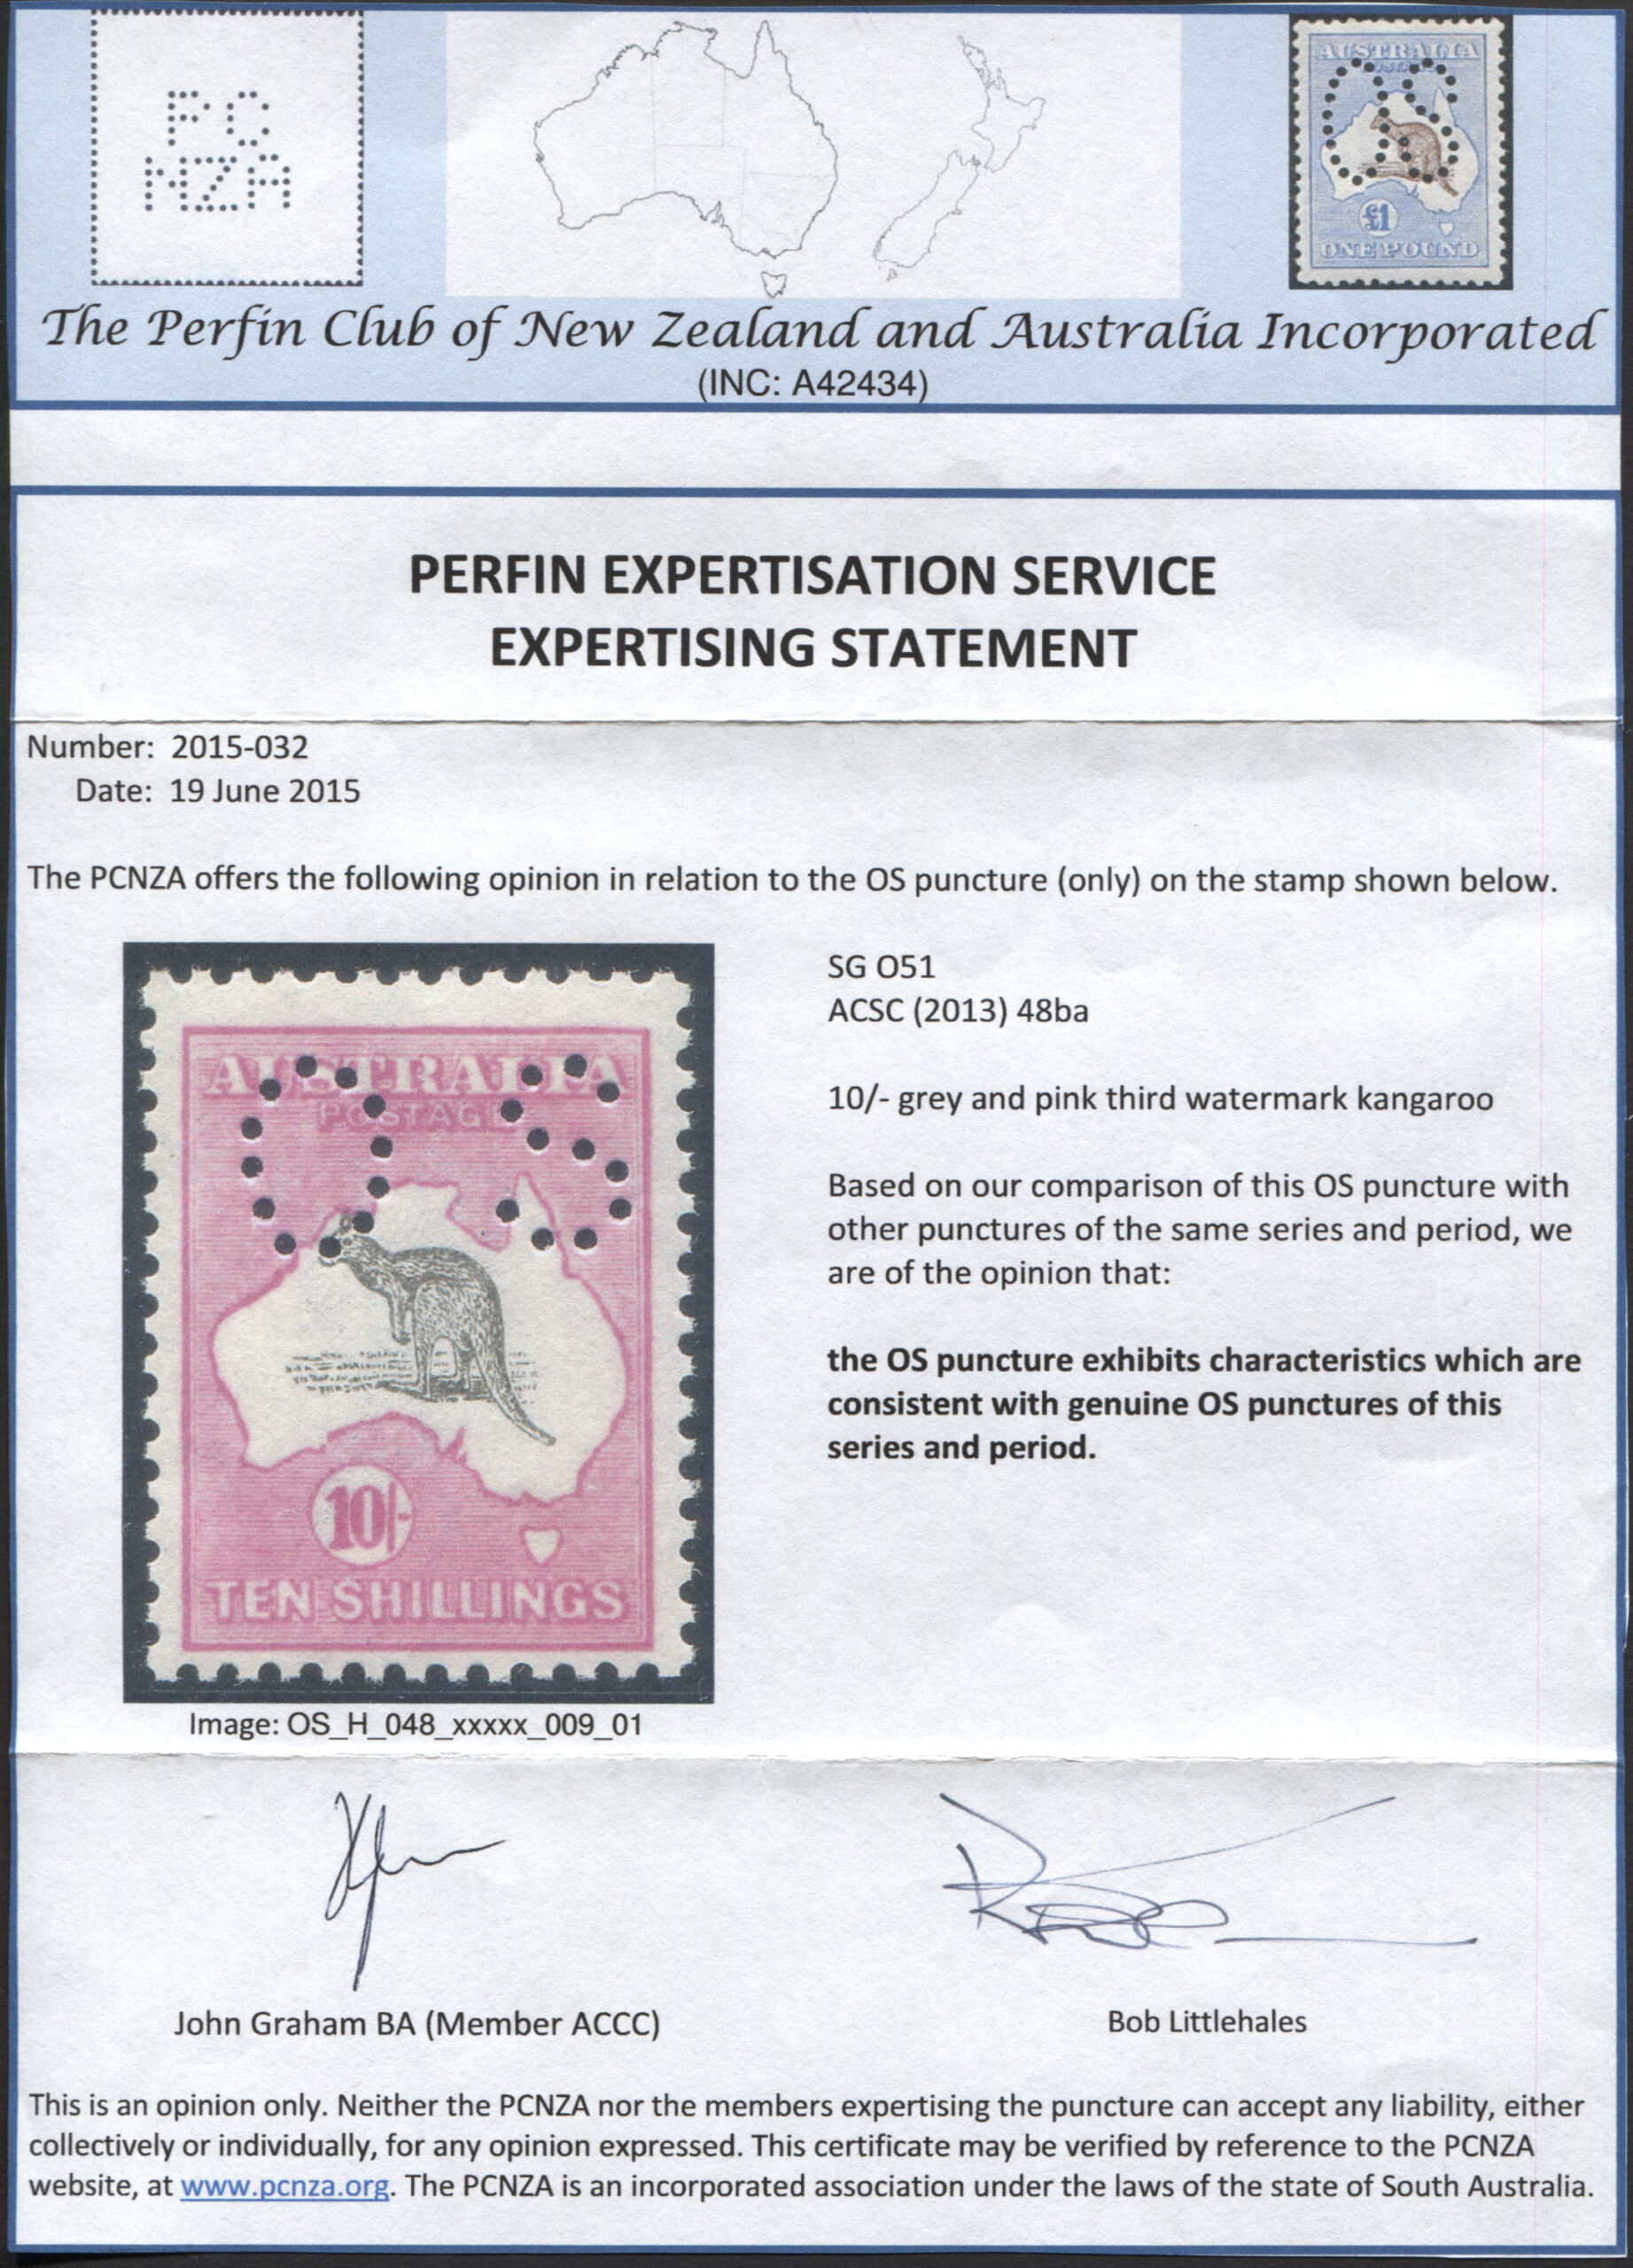 PC
NZA
AUSTRALIA
POSTAGE
OS
£1
ONE POUND
The Perfin Club of New Zealand and Australia Incorporated
(INC: A42434)
PERFIN EXPERTISATION SERVICE
EXPERTISING STATEMENT
Number: 2015-032
Date: 19 June 2015
The PCNZA offers the following opinion in relation to the OS puncture (only) on the stamp shown below.
AUSTRALIA
POSTAGE
OS
10/-
TEN SHILLINGS
Image: OS_H_048_xxxxx_009_01
SG O51
ACSC (2013) 48ba
10/- grey and pink third watermark kangaroo
Based on our comparison of this OS puncture with
other punctures of the same series and period, we
are of the opinion that:
the OS puncture exhibits characteristics which are
consistent with genuine OS punctures of this
series and period.
John Graham BA (Member ACCC)
Bob Littlehales
This is an opinion only. Neither the PCNZA nor the members expertising the puncture can accept any liability, either
collectively or individually, for any opinion expressed. This certificate may be verified by reference to the PCNZA
website, at www.pcnza.org. The PCNZA is an incorporated association under the laws of the state of South Australia.